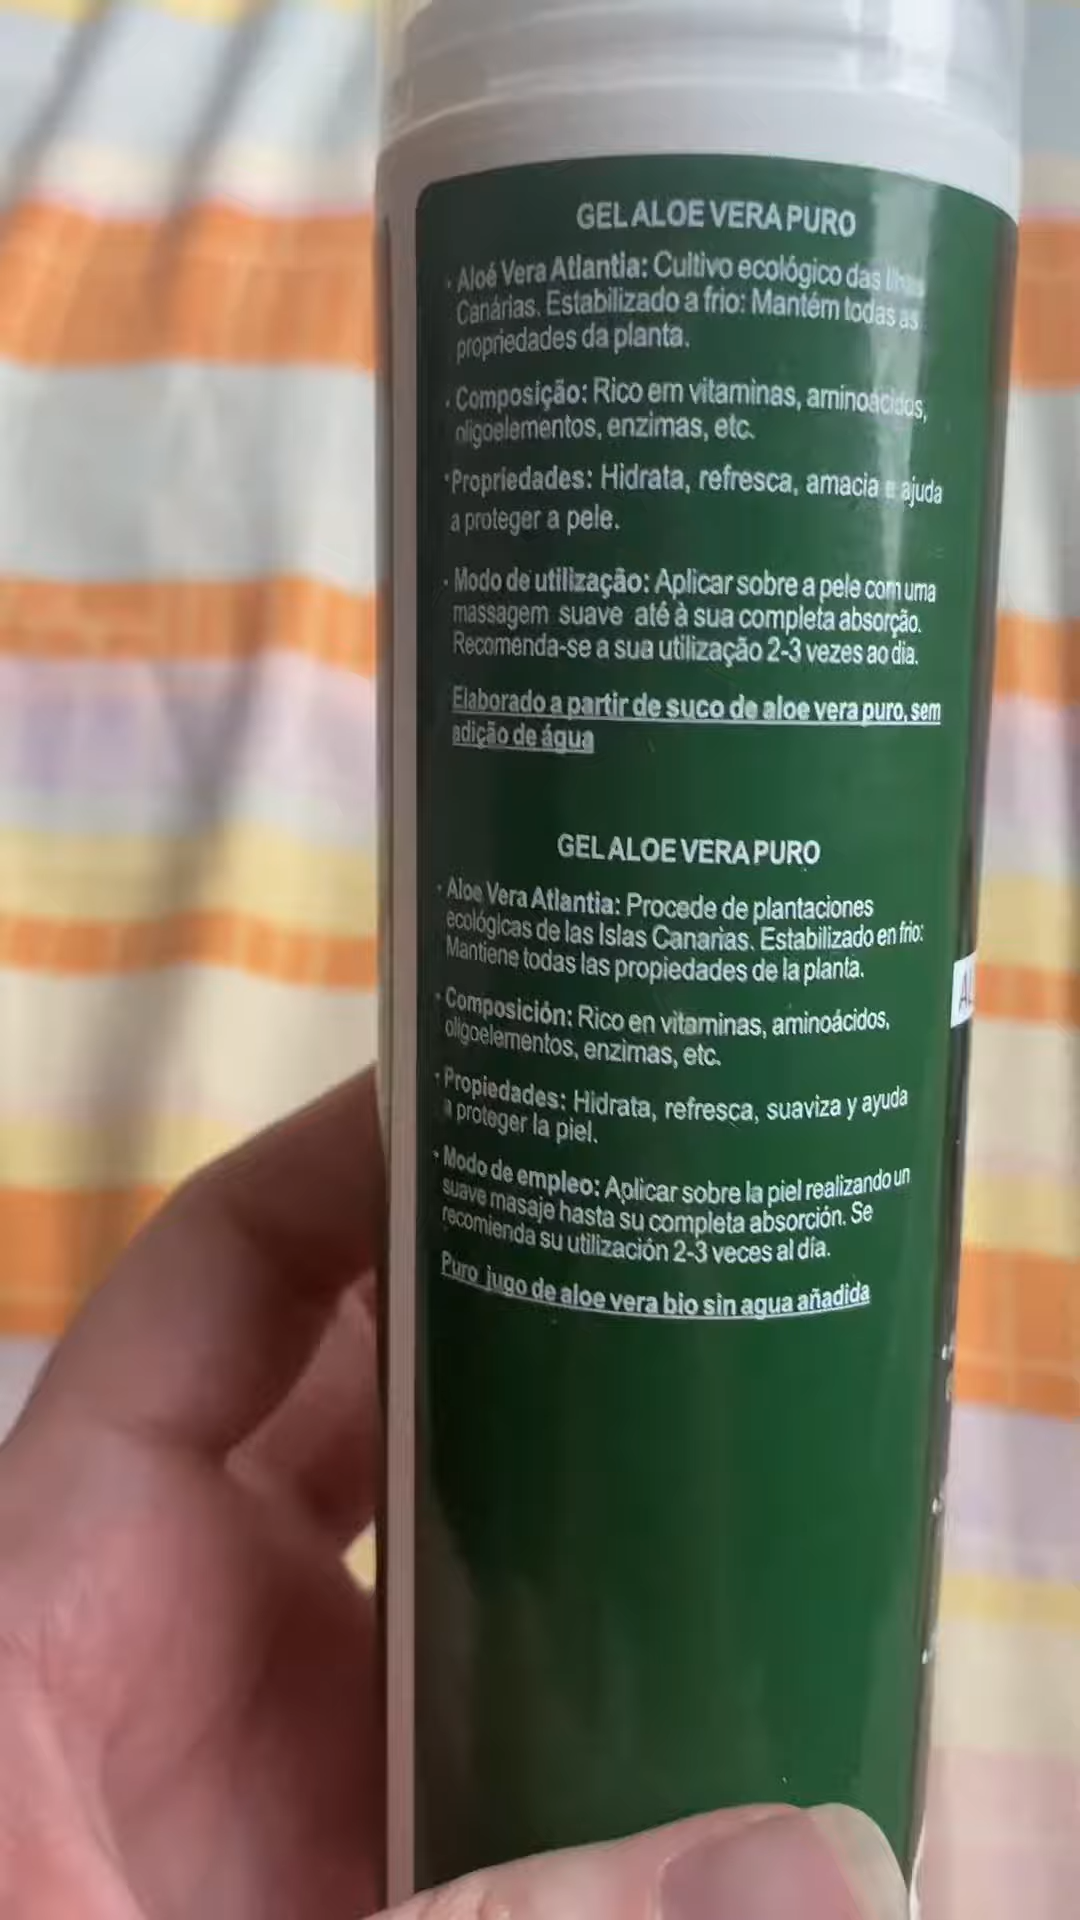 GEL ALOE VERA PURO
· Aloé Vera Atlantia: Cultivo ecológico das Ilhas
Canárias. Estabilizado a frio: Mantém todas as
propriedades da planta.
· Composição: Rico em vitaminas, aminoácidos,
oligoelementos, enzimas, etc.
·Propriedades: Hidrata, refresca, amacia e ajuda
a proteger a pele.
· Modo de utilização: Aplicar sobre a pele com uma
massagem suave até à sua completa absorção.
Recomenda-se a sua utilização 2-3 vezes ao dia.
Elaborado a partir de suco de aloe vera puro, sem
adição de água
GEL ALOE VERA PURO
· Aloe Vera Atlantia: Procede de plantaciones
ecológicas de las Islas Canarias. Estabilizado en frio:
Mantiene todas las propiedades de la planta.
· Composición: Rico en vitaminas, aminoácidos,
oligoelementos, enzimas, etc.
· Propiedades: Hidrata, refresca, suaviza y ayuda
a proteger la piel.
· Modo de empleo: Aplicar sobre la piel realizando un
suave masaje hasta su completa absorción. Se
recomienda su utilización 2-3 veces al día.
Puro jugo de aloe vera bio sin agua añadida